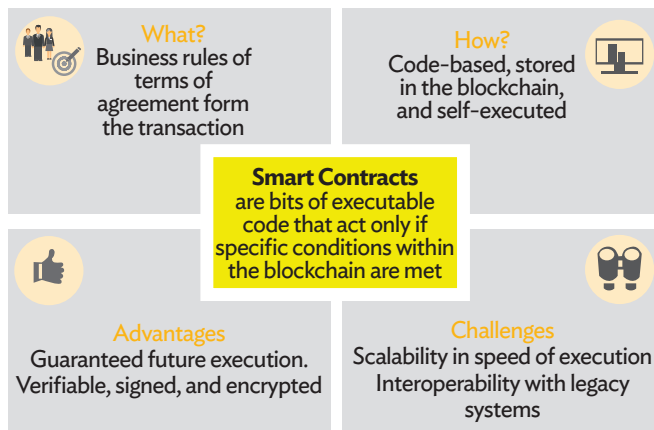 What?
Business rules of
terms of
agreement form
the transaction
How?
Code-based, stored
in the blockchain,
and self-executed
Smart Contracts
are bits of executable
code that act only if
specific conditions within
the blockchain are met
Advantages
Guaranteed future execution.
Verifiable, signed, and encrypted
Challenges
Scalability in speed of execution
Interoperability with legacy
systems